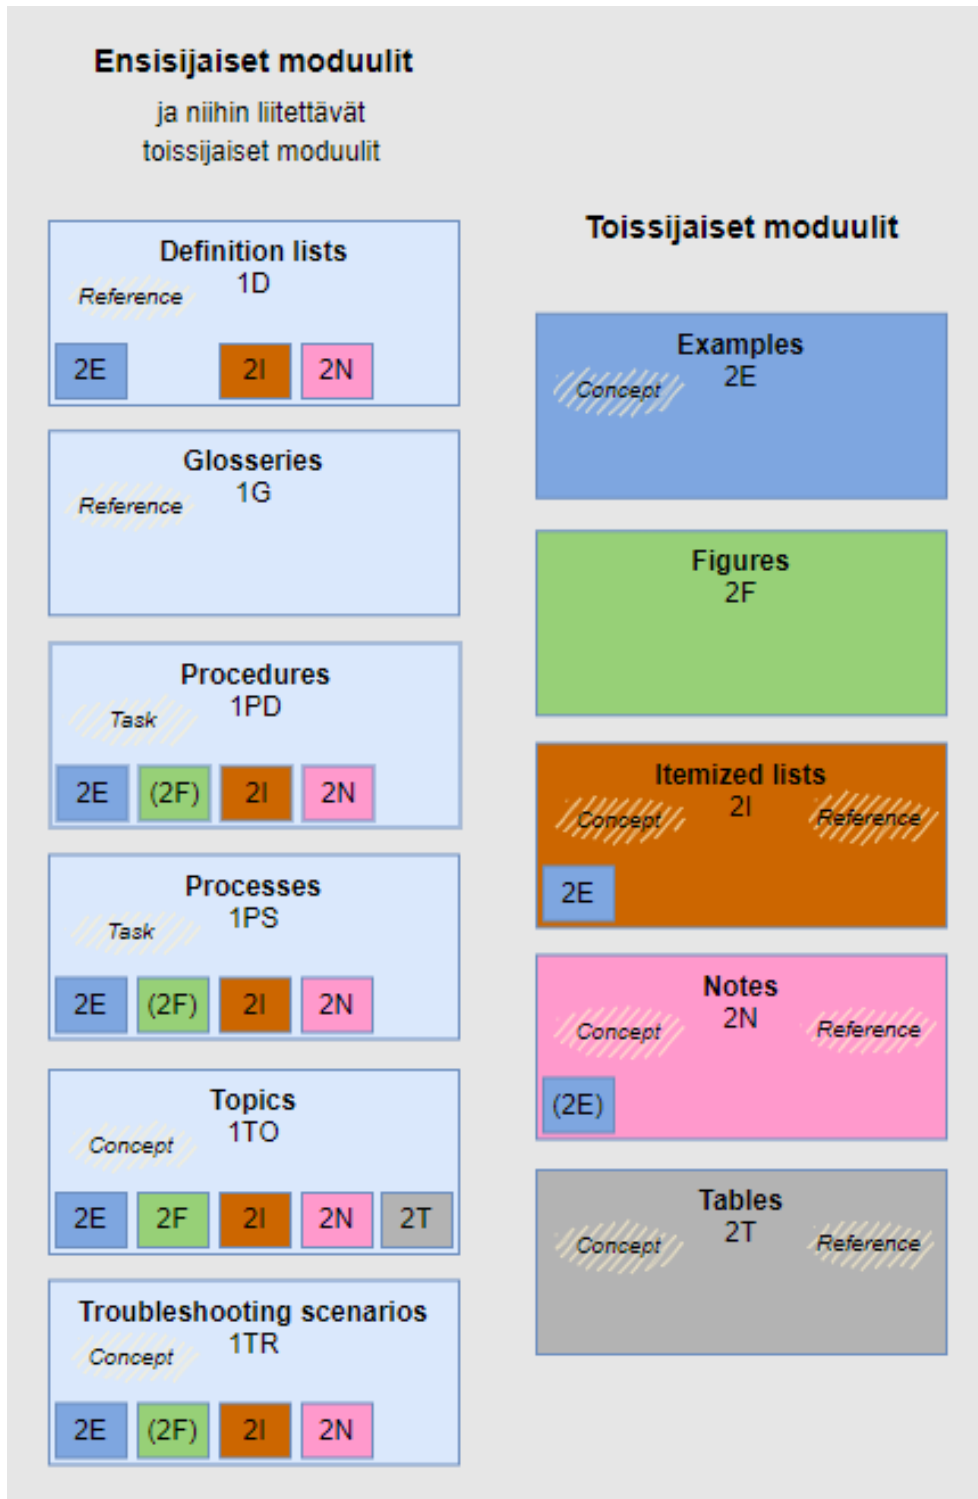 Ensisijaiset moduulit
ja niihin liitettävät
toissijaiset moduulit
Definition lists
1D
Reference
2E 2I 2N
Glosseries
1G
Reference
Procedures
1PD
Task
2E (2F) 2I 2N
Processes
1PS
Task
2E (2F) 2I 2N
Topics
1TO
Concept
2E 2F 2I 2N 2T
Troubleshooting scenarios
1TR
Concept
2E (2F) 2I 2N
Toissijaiset moduulit
Examples
2E
Concept
Figures
2F
Itemized lists
2I
Concept Reference
2E
Notes
2N
Concept Reference
(2E)
Tables
2T
Concept Reference